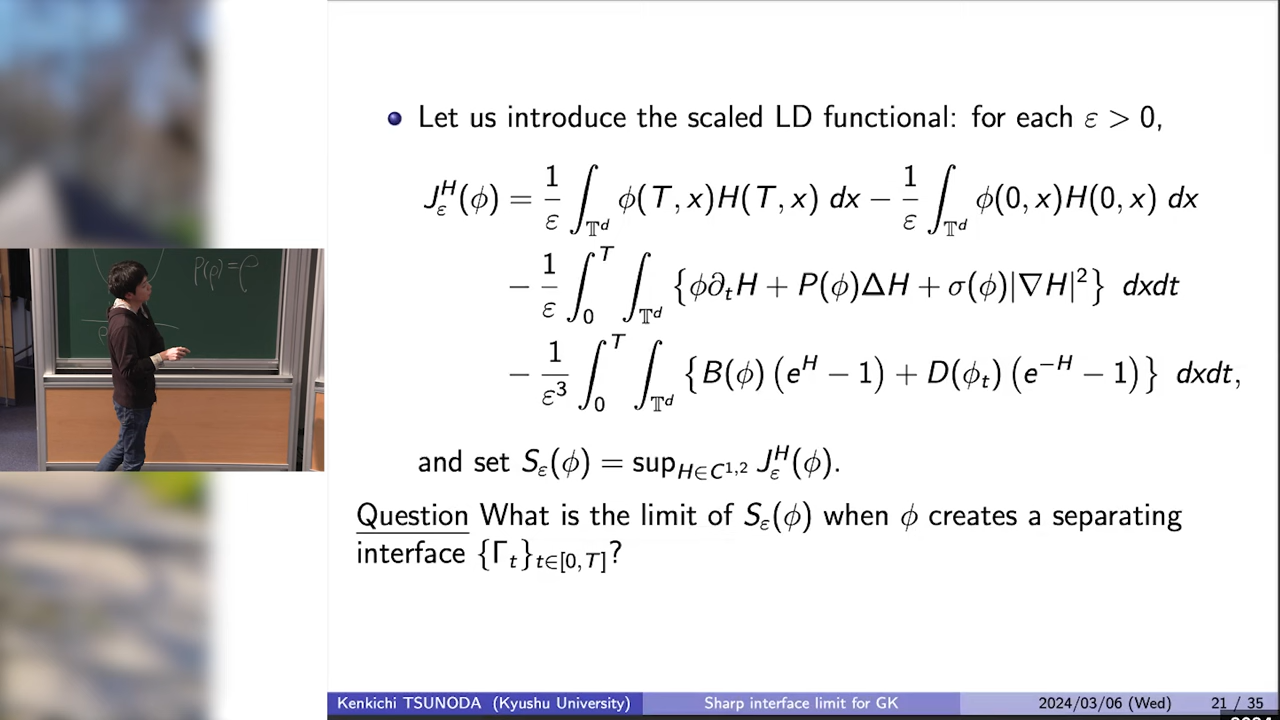 P(ρ)=ρ
• Let us introduce the scaled LD functional: for each ε > 0,
J_ε^H(ϕ) = 1/ε ∫_{𝕋^d} ϕ(T, x)H(T, x) dx − 1/ε ∫_{𝕋^d} ϕ(0, x)H(0, x) dx
− 1/ε ∫_0^T ∫_{𝕋^d} {ϕ∂_tH + P(ϕ)ΔH + σ(ϕ)|∇H|²} dxdt
− 1/ε³ ∫_0^T ∫_{𝕋^d} {B(ϕ)(e^H − 1) + D(ϕ_t)(e^{−H} − 1)} dxdt,
and set S_ε(ϕ) = sup_{H∈C^{1,2}} J_ε^H(ϕ).
Question What is the limit of S_ε(ϕ) when ϕ creates a separating
interface {Γ_t}_{t∈[0,T]}?
Kenkichi TSUNODA (Kyushu University) Sharp interface limit for GK 2024/03/06 (Wed) 21 / 35